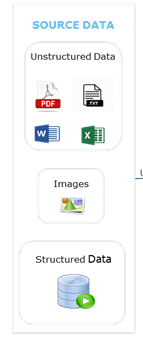 SOURCE DATA
Unstructured Data
PDF
TXT
Images
Structured Data